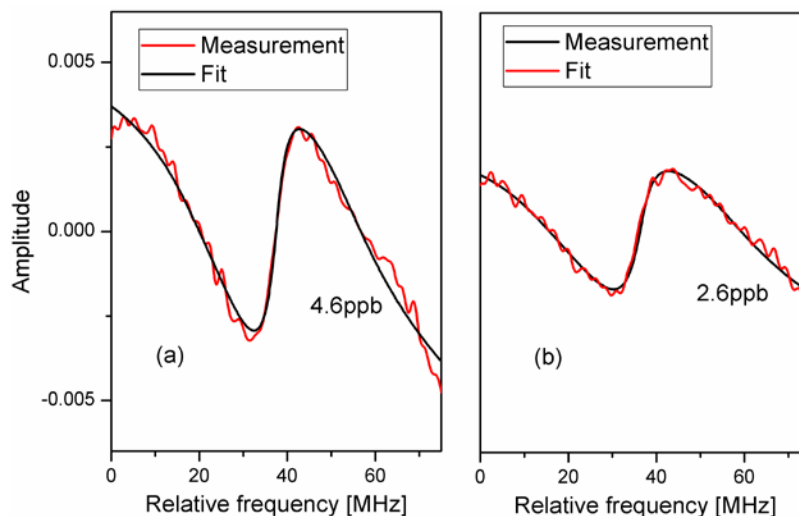 Measurement
Fit
Measurement
Fit
0.005
0.000
-0.005
Amplitude
4.6ppb
2.6ppb
(a)
(b)
0 20 40 60
0 20 40 60
Relative frequency [MHz]
Relative frequency [MHz]